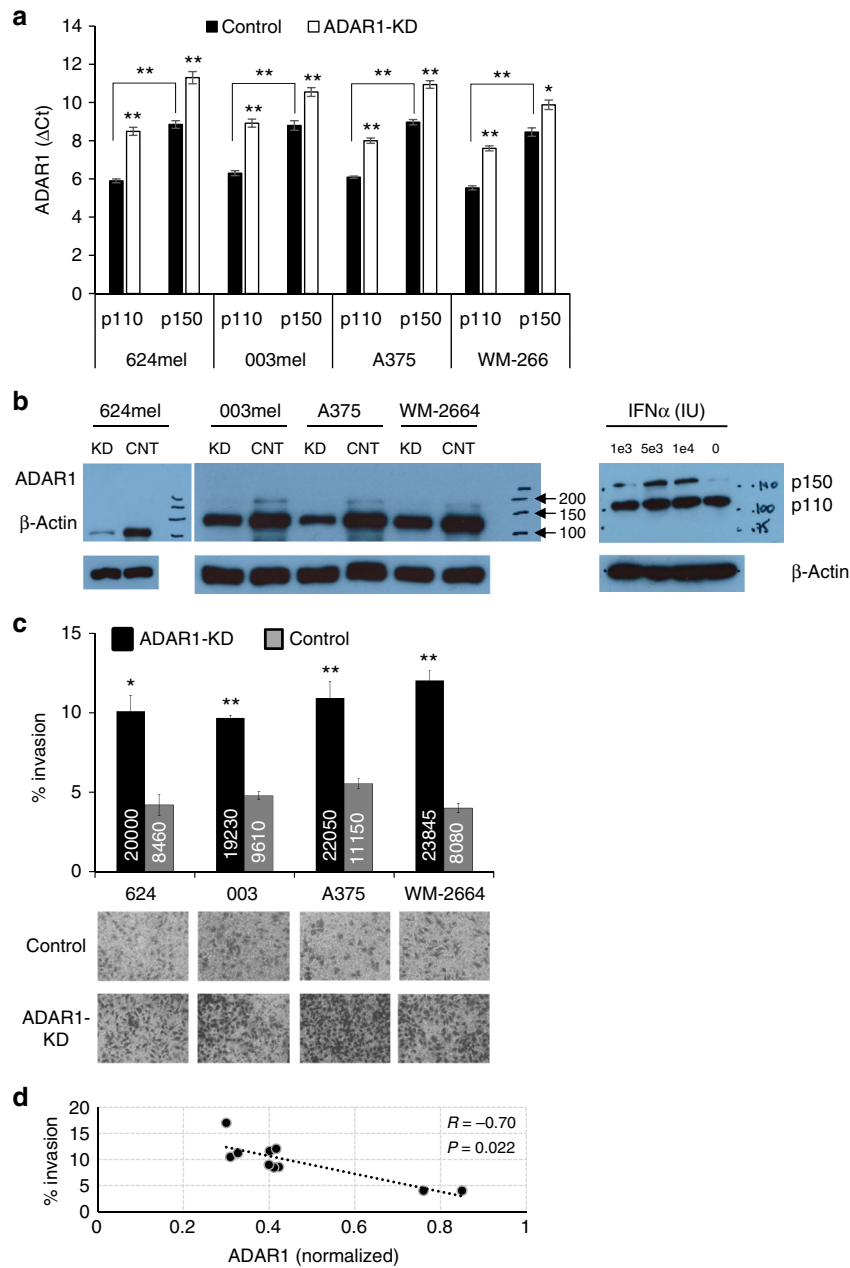 a
14
12
10
8
6
4
2
0
ADAR1 (ΔCt)
Control ADAR1-KD
** ** ** **
** ** ** *
** ** ** **
p110 p150 p110 p150 p110 p150 p110 p150
624mel 003mel A375 WM-266
b
624mel 003mel A375 WM-2664 IFNα (IU)
KD CNT KD CNT KD CNT KD CNT 1e3 5e3 1e4 0
ADAR1
β-Actin
200
150
100
p150
p110
.100
.75
β-Actin
c
15
10
5
0
% invasion
ADAR1-KD Control
* ** ** **
20000 8460 19230 9610 22050 11150 23845 8080
624 003 A375 WM-2664
Control
ADAR1-
KD
d
20
15
10
5
0
% invasion
R = –0.70
P = 0.022
0 0.2 0.4 0.6 0.8 1
ADAR1 (normalized)